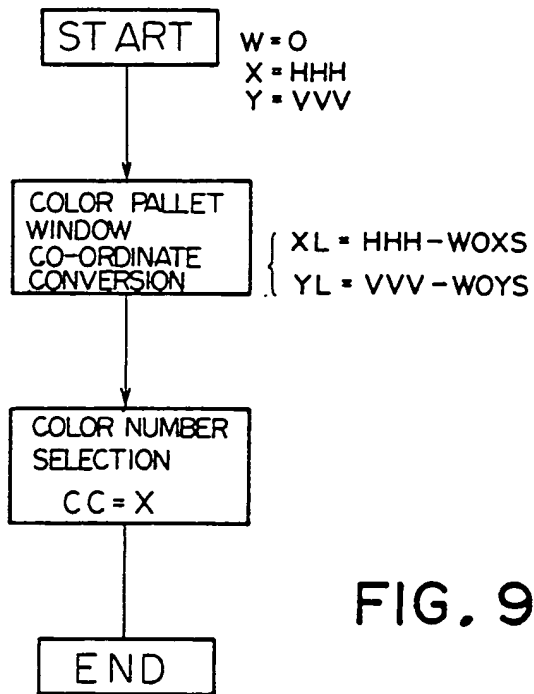 START
W = 0
X = HHH
Y = VVV
COLOR PALLET
WINDOW
CO-ORDINATE
CONVERSION
XL = HHH-WOXS
YL = VVV-WOYS
COLOR NUMBER
SELECTION
CC = X
END
FIG. 9